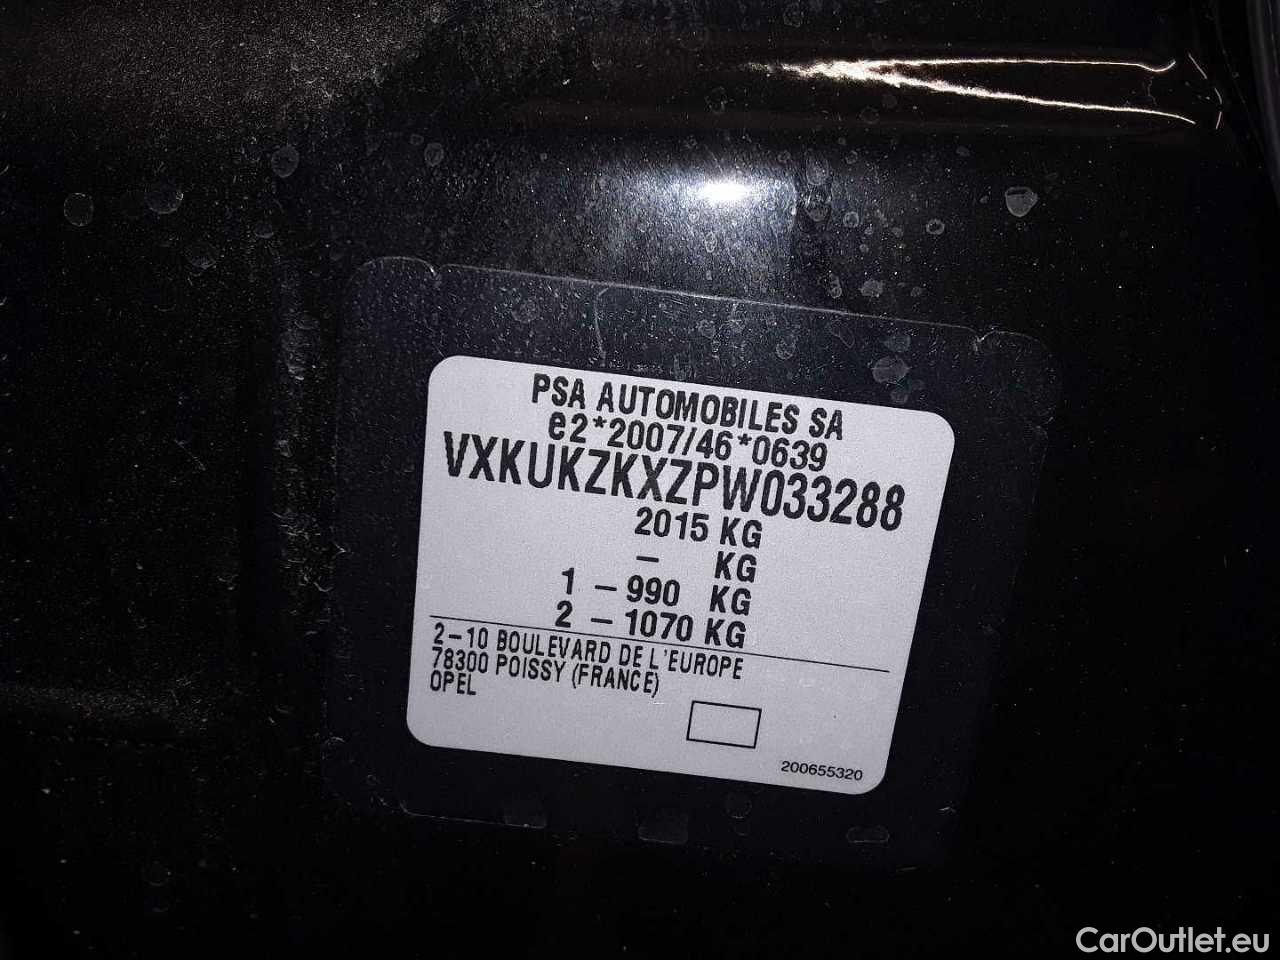 PSA AUTOMOBILES SA
e2*2007/46*0639
VXKUKZKXZPW033288
2015 KG
– KG
1 – 990 KG
2 – 1070 KG
2-10 BOULEVARD DE L'EUROPE
78300 POISSY (FRANCE)
OPEL
200655320
CarOutlet.eu